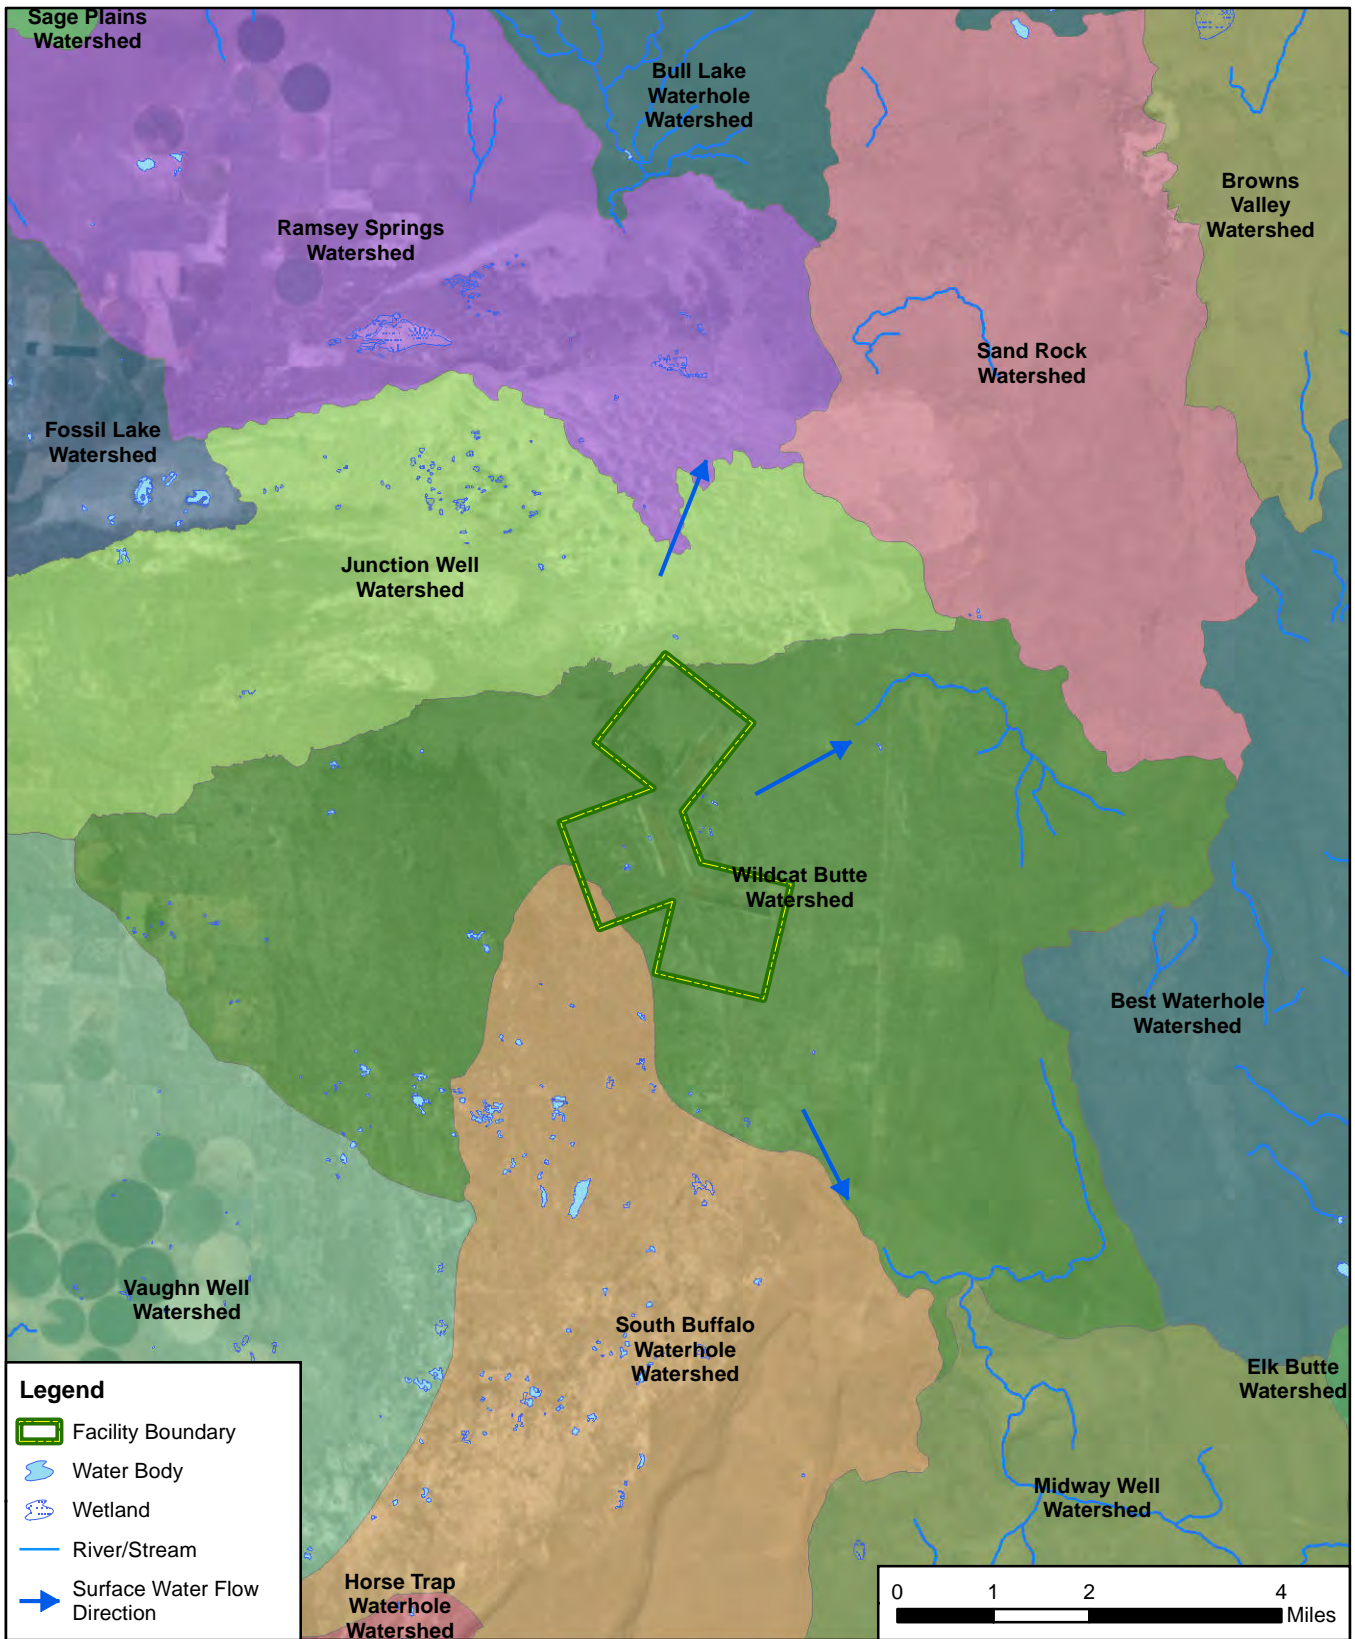 Sage Plains
Watershed
Bull Lake
Waterhole
Watershed
Browns
Valley
Watershed
Ramsey Springs
Watershed
Sand Rock
Watershed
Fossil Lake
Watershed
Junction Well
Watershed
Wildcat Butte
Watershed
Best Waterhole
Watershed
Vaughn Well
Watershed
South Buffalo
Waterhole
Watershed
Elk Butte
Watershed
Midway Well
Watershed
Horse Trap
Waterhole
Watershed
Legend
Facility Boundary
Water Body
Wetland
River/Stream
Surface Water Flow
Direction
0 1 2 4
Miles